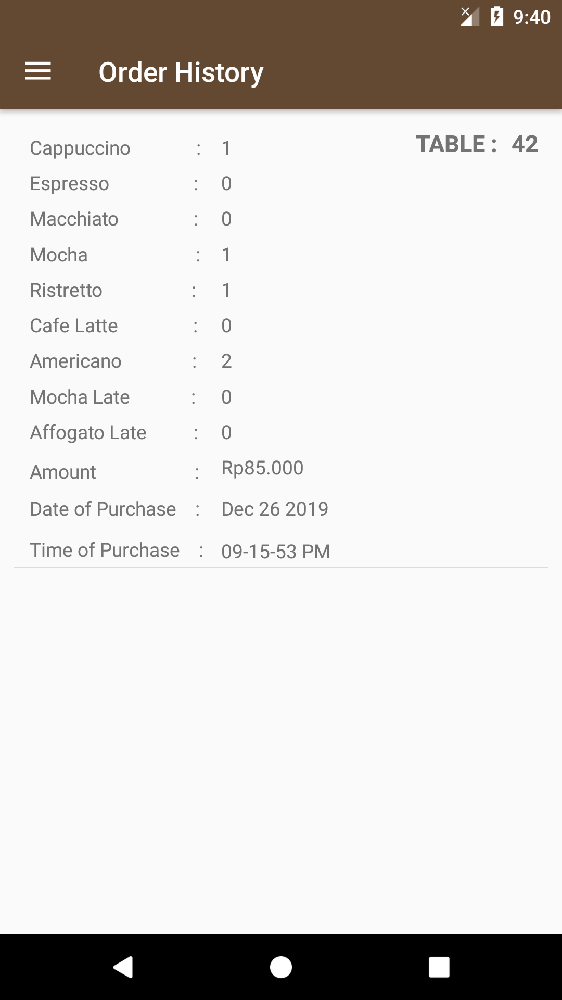 9:40
Order History
Cappuccino : 1 TABLE : 42
Espresso : 0
Macchiato : 0
Mocha : 1
Ristretto : 1
Cafe Latte : 0
Americano : 2
Mocha Late : 0
Affogato Late : 0
Amount : Rp85.000
Date of Purchase : Dec 26 2019
Time of Purchase : 09-15-53 PM